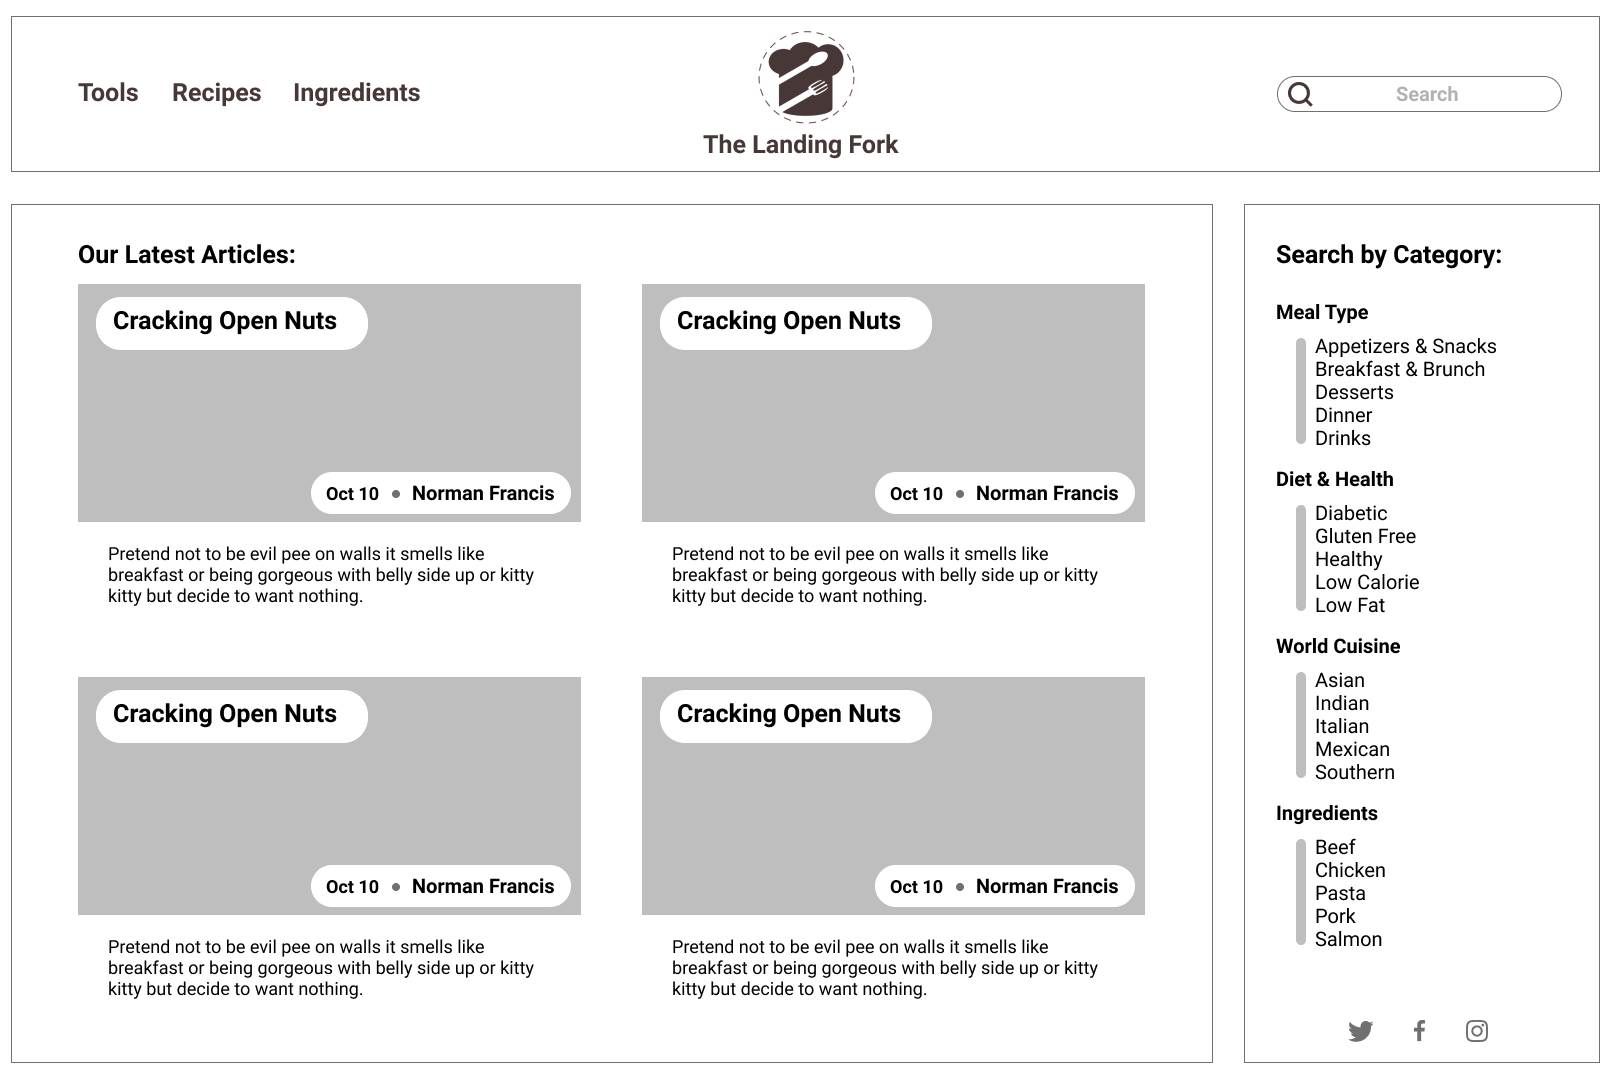 Tools
Recipes
Ingredients
The Landing Fork
Search
Our Latest Articles:
Cracking Open Nuts
Oct 10 • Norman Francis
Pretend not to be evil pee on walls it smells like
breakfast or being gorgeous with belly side up or kitty
kitty but decide to want nothing.
Cracking Open Nuts
Oct 10 • Norman Francis
Pretend not to be evil pee on walls it smells like
breakfast or being gorgeous with belly side up or kitty
kitty but decide to want nothing.
Cracking Open Nuts
Oct 10 • Norman Francis
Pretend not to be evil pee on walls it smells like
breakfast or being gorgeous with belly side up or kitty
kitty but decide to want nothing.
Cracking Open Nuts
Oct 10 • Norman Francis
Pretend not to be evil pee on walls it smells like
breakfast or being gorgeous with belly side up or kitty
kitty but decide to want nothing.
Search by Category:
Meal Type
Appetizers & Snacks
Breakfast & Brunch
Desserts
Dinner
Drinks
Diet & Health
Diabetic
Gluten Free
Healthy
Low Calorie
Low Fat
World Cuisine
Asian
Indian
Italian
Mexican
Southern
Ingredients
Beef
Chicken
Pasta
Pork
Salmon